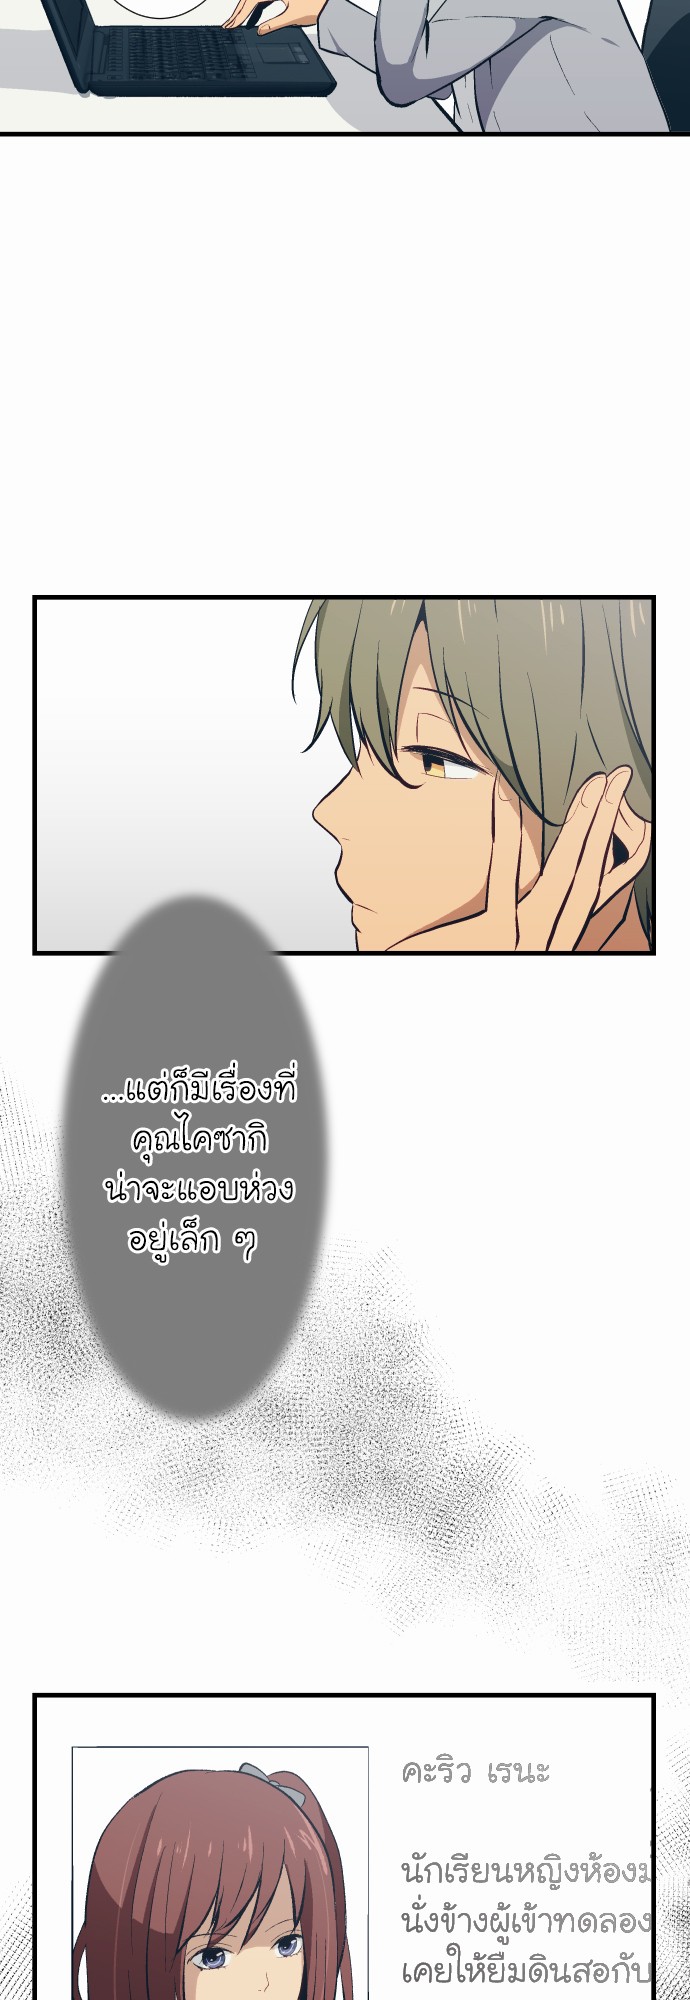 ...แต่ก็มีเรื่องที่
คุณไคซากิ
น่าจะแอบห่วง
อยู่เล็ก ๆ
คะริว เรนะ
นักเรียนหญิงห้อง
นั่งข้างผู้เข้าทดลอง
เคยให้ยืมดินสอกับ